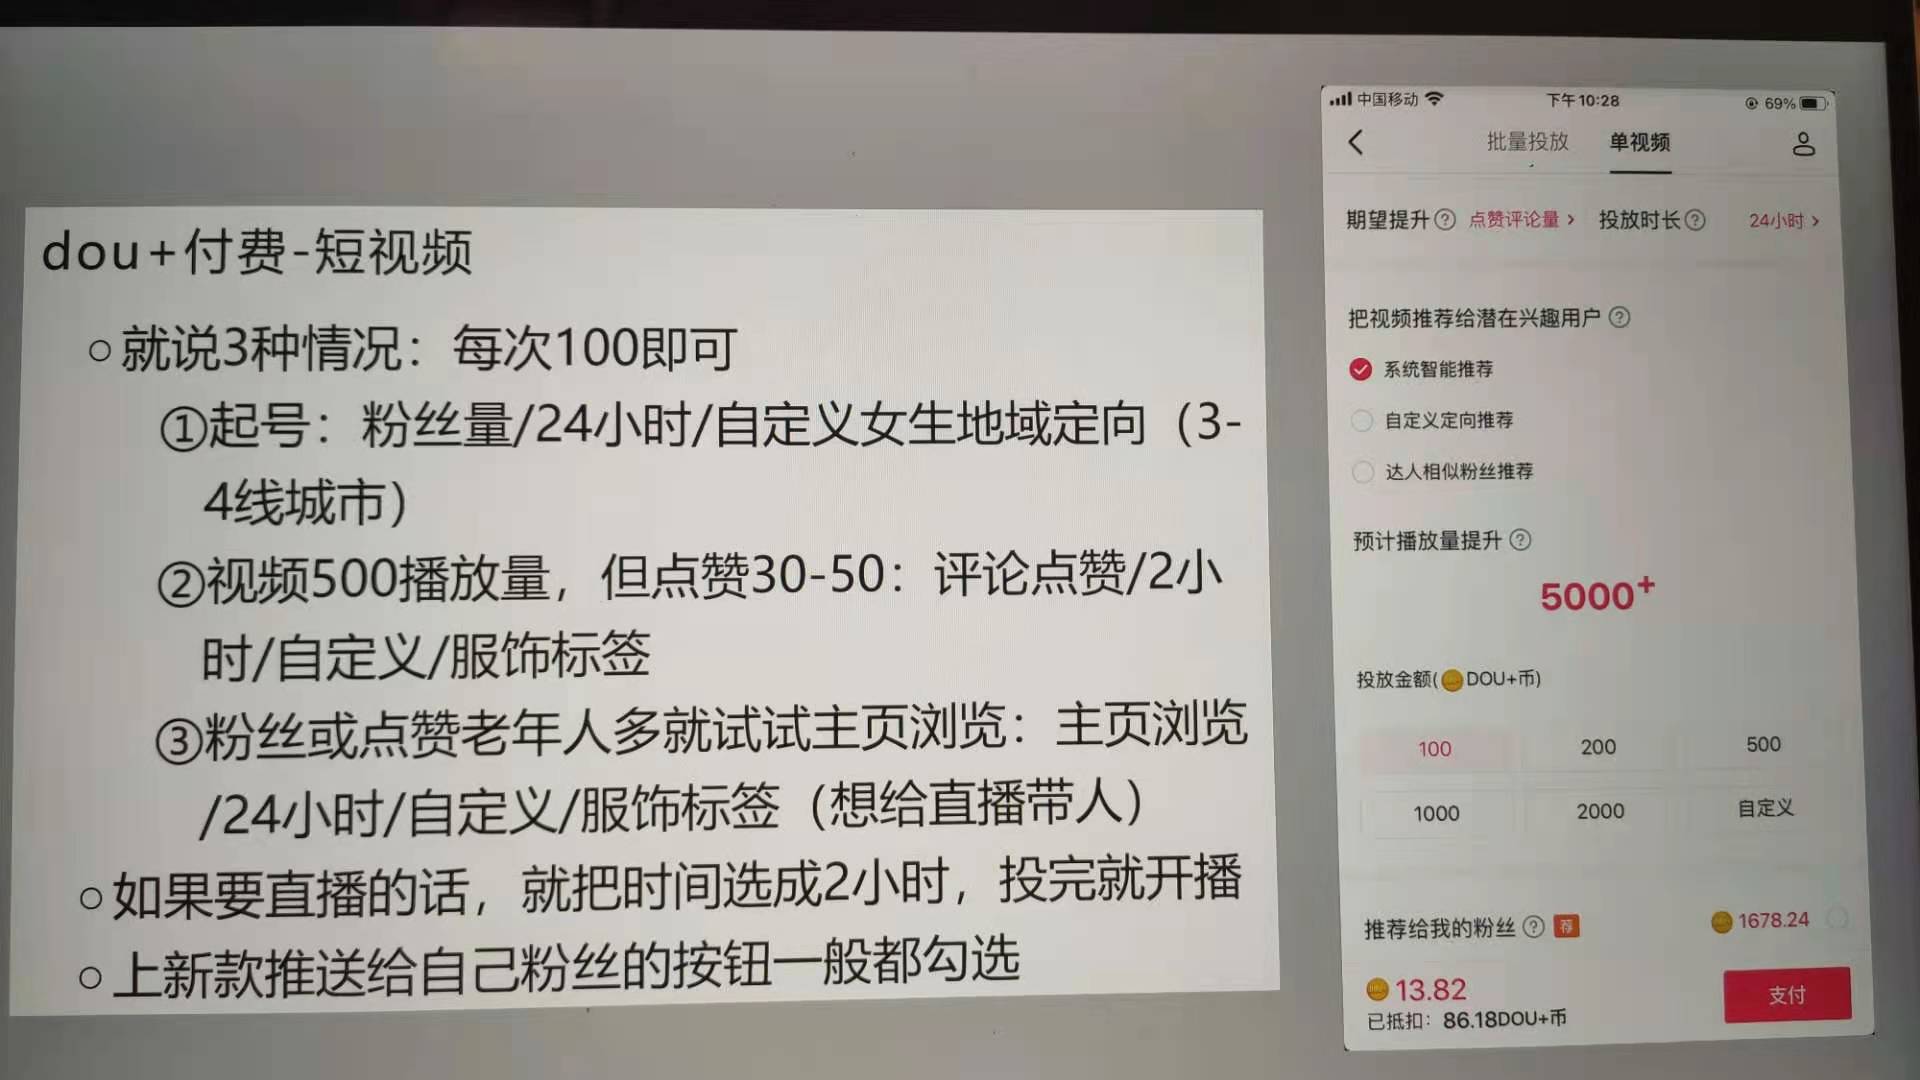 dou+付费-短视频
○就说3种情况：每次100即可
①起号：粉丝量/24小时/自定义女生地域定向（3-
4线城市）
②视频500播放量，但点赞30-50：评论点赞/2小
时/自定义/服饰标签
③粉丝或点赞老年人多就试试主页浏览：主页浏览
/24小时/自定义/服饰标签（想给直播带人）
○如果要直播的话，就把时间选成2小时，投完就开播
○上新款推送给自己粉丝的按钮一般都勾选
中国移动 下午10:28 69%
批量投放 单视频
期望提升? 点赞评论量 > 投放时长? 24小时 >
把视频推荐给潜在兴趣用户?
系统智能推荐
自定义定向推荐
达人相似粉丝推荐
预计播放量提升?
5000+
投放金额(DOU+币)
100 200 500
1000 2000 自定义
推荐给我的粉丝? 荐 1678.24
13.82
已抵扣：86.18DOU+币
支付